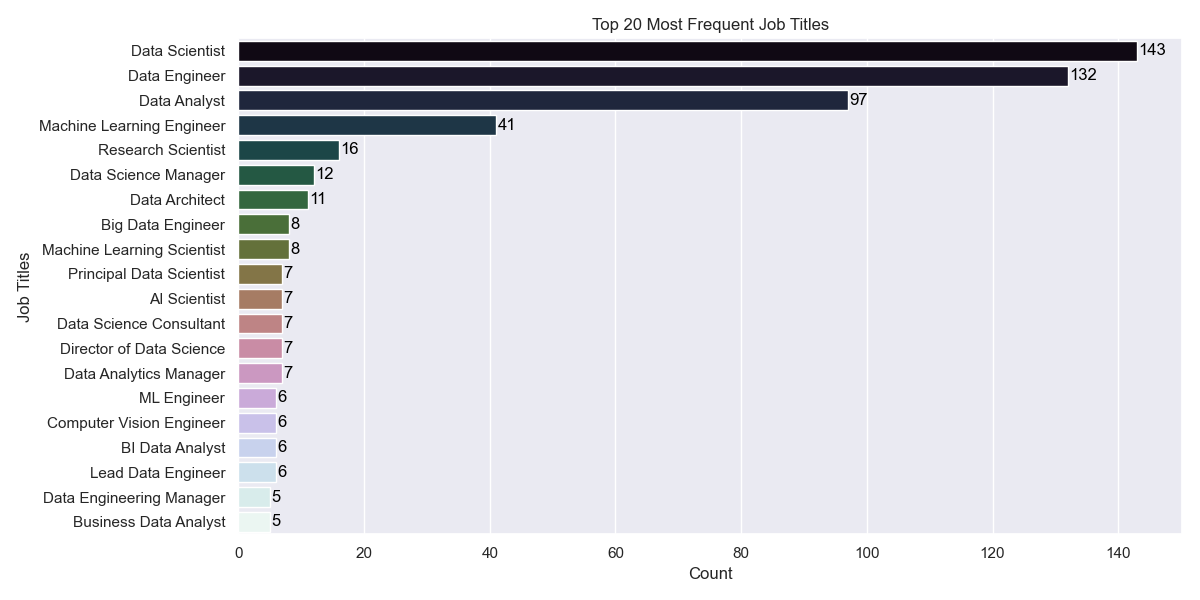 Top 20 Most Frequent Job Titles
Job Titles
Data Scientist 143
Data Engineer 132
Data Analyst 97
Machine Learning Engineer 41
Research Scientist 16
Data Science Manager 12
Data Architect 11
Big Data Engineer 8
Machine Learning Scientist 8
Principal Data Scientist 7
AI Scientist 7
Data Science Consultant 7
Director of Data Science 7
Data Analytics Manager 7
ML Engineer 6
Computer Vision Engineer 6
BI Data Analyst 6
Lead Data Engineer 6
Data Engineering Manager 5
Business Data Analyst 5
0 20 40 60 80 100 120 140
Count